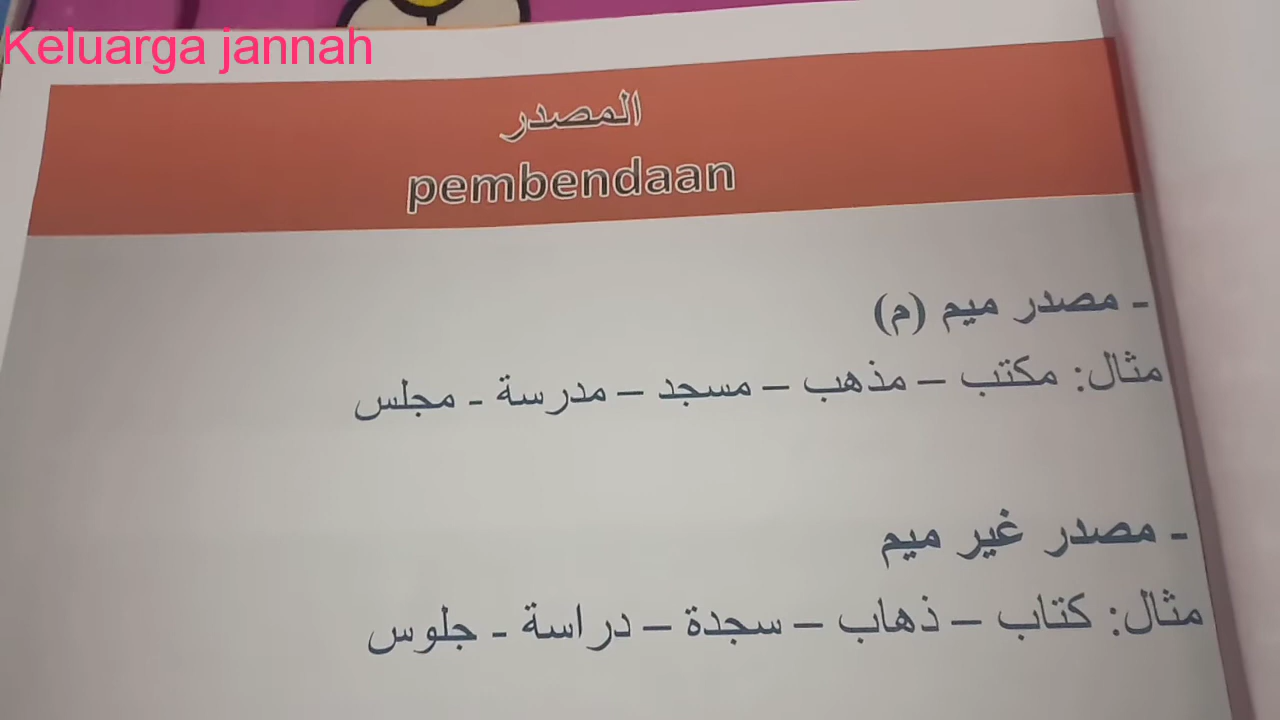 Keluarga jannah
المصدر
pembendaan
- مصدر ميم (م)
مثال: مكتب – مذهب – مسجد – مدرسة - مجلس
- مصدر غير ميم
مثال: كتاب – ذهاب – سجدة – دراسة - جلوس